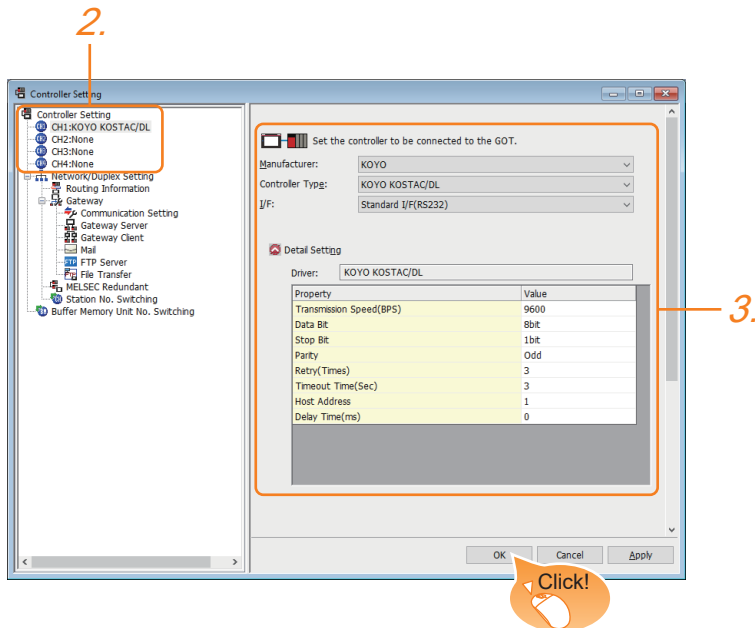 2.
Controller Setting
Controller Setting
CH1:KOYO KOSTAC/DL
CH2:None
CH3:None
CH4:None
Network/Duplex Setting
Routing Information
Gateway
Communication Setting
Gateway Server
Gateway Client
Mail
FTP Server
File Transfer
MELSEC Redundant
Station No. Switching
Buffer Memory Unit No. Switching
Set the controller to be connected to the GOT.
Manufacturer: KOYO
Controller Type: KOYO KOSTAC/DL
I/F: Standard I/F(RS232)
Detail Setting
Driver: KOYO KOSTAC/DL
Property Value
Transmission Speed(BPS) 9600
Data Bit 8bit
Stop Bit 1bit
Parity Odd
Retry(Times) 3
Timeout Time(Sec) 3
Host Address 1
Delay Time(ms) 0
3.
OK Cancel Apply
Click!